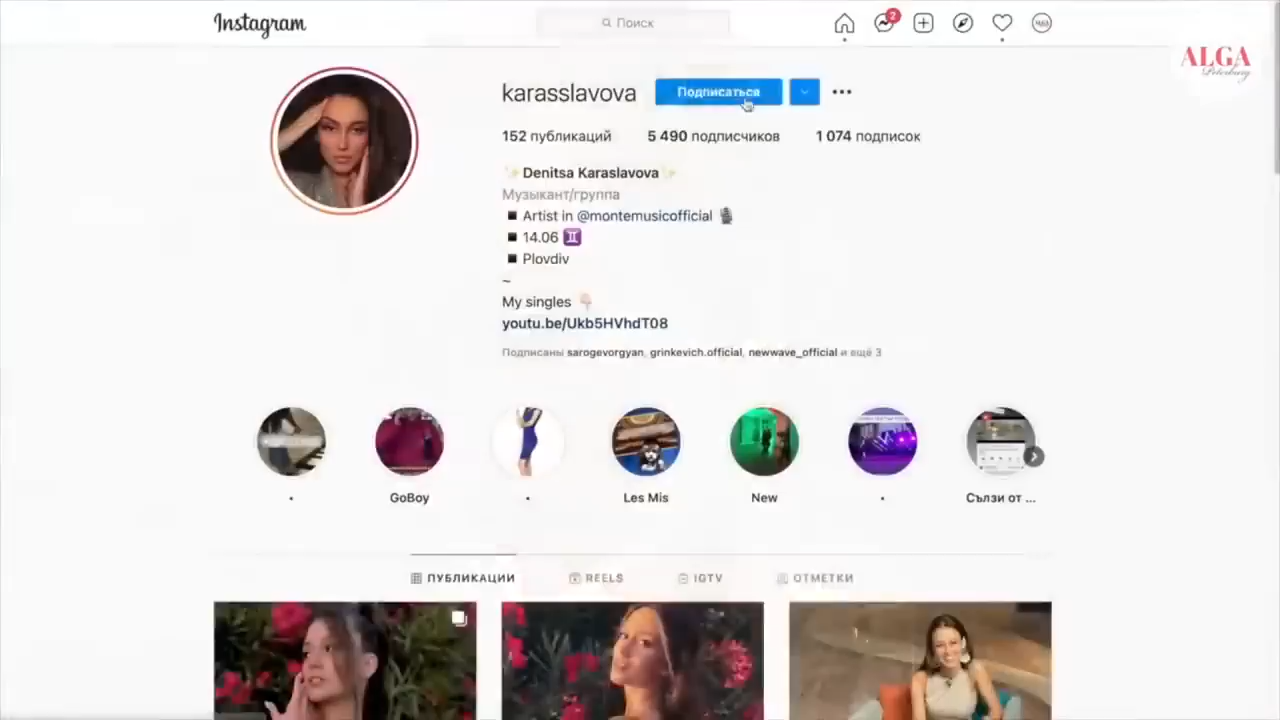 Instagram
Поиск
2
ALGA
Petersburg
karasslavova
Подписаться
152 публикаций 5 490 подписчиков 1 074 подписок
Denitsa Karaslavova
Музыкант/группа
Artist in @montemusicofficial
14.06
Plovdiv
~
My singles
youtu.be/Ukb5HVhdT08
Подписаны sarogevorgyan, grinkevich.official, newwave_official и ещё 3
GoBoy
Les Mis
New
Сълзи от ...
ПУБЛИКАЦИИ
REELS
IGTV
ОТМЕТКИ